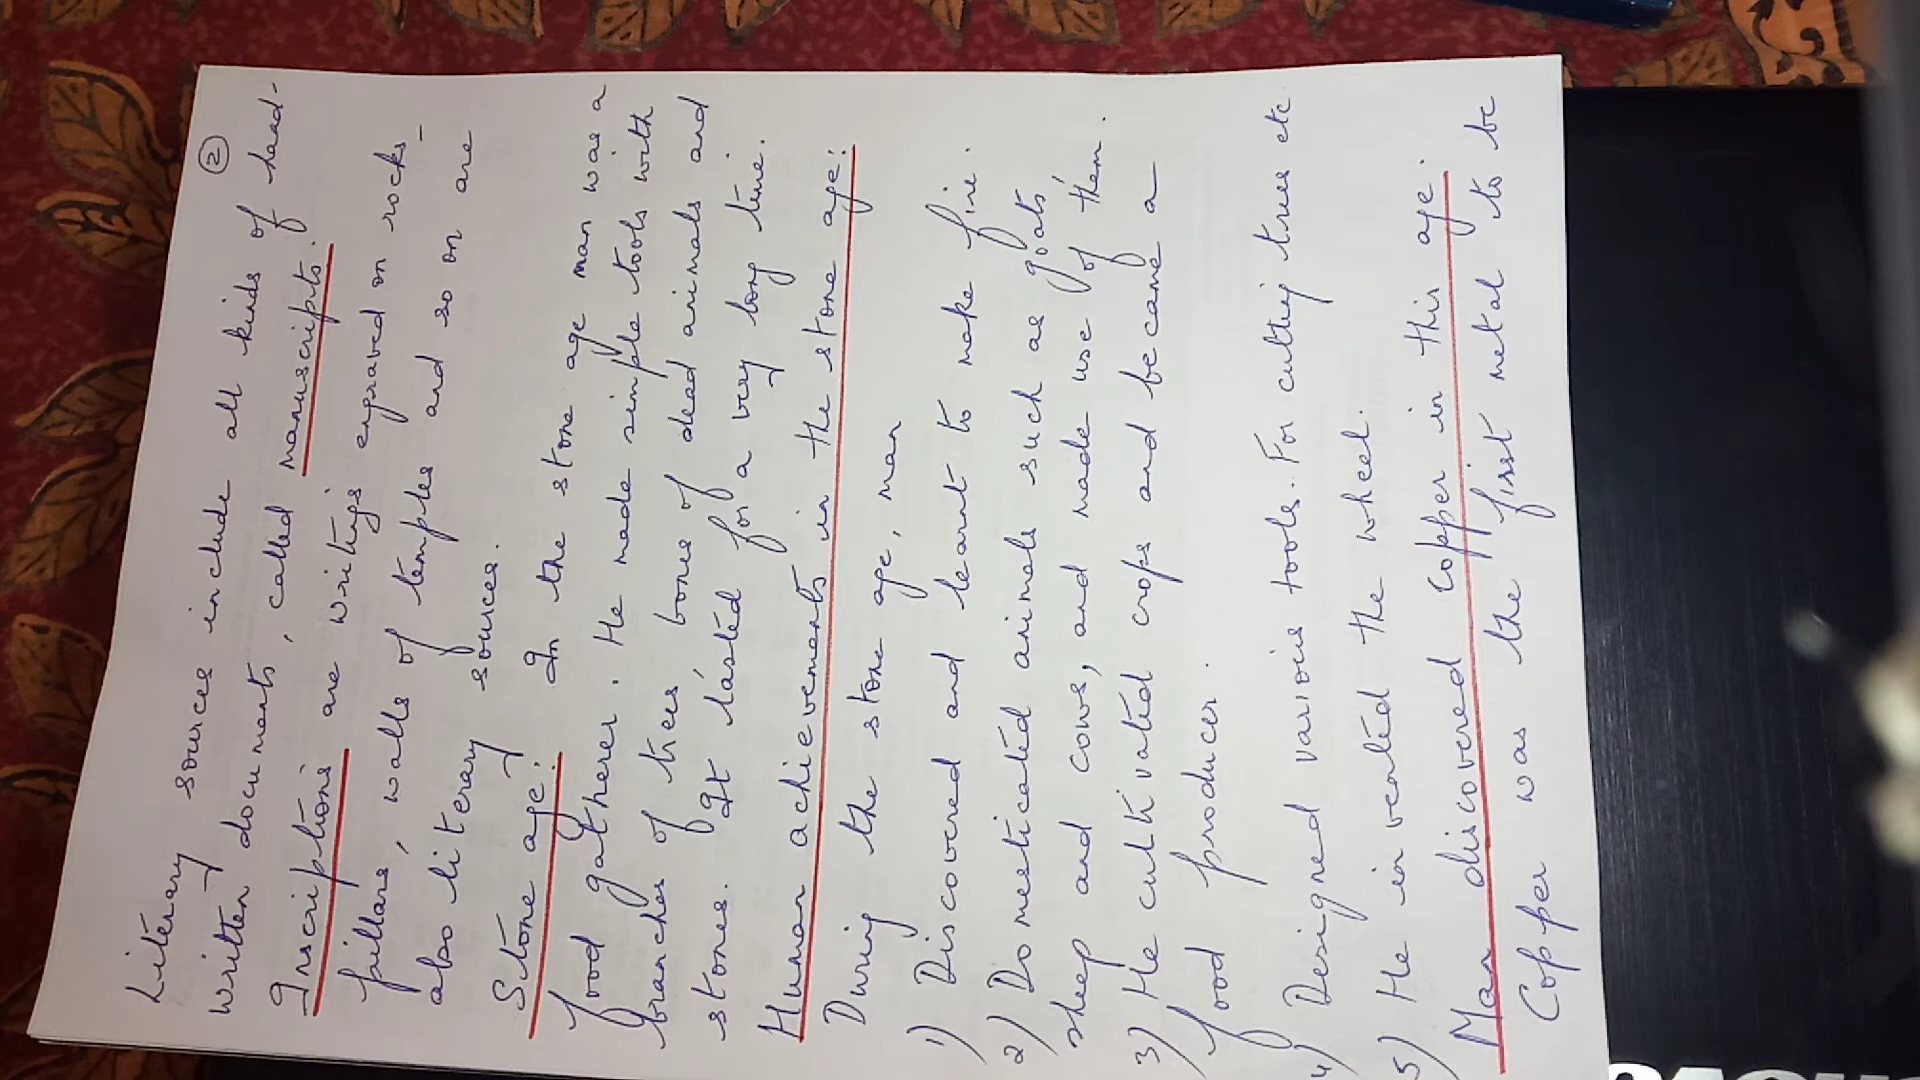 ②
Literary sources include all kinds of hand-
written documents, called manuscripts.
Inscriptions are writings engraved on rocks-
pillars, walls of temples and so on are
also literary sources.
Stone age: In the stone age man was a
food gatherer. He made simple tools with
branches of trees bones of dead animals and
stones. It lasted for a very long time.
Human achievements in the stone age:
During the stone age, man
1) Discovered and learnt to make fire.
2) Domesticated animals such as goats,
sheep and cows, and made use of them.
3) He cultivated crops and became a
food producer.
4) Designed various tools. For cutting trees etc
5) He invented the wheel.
Man discovered copper in this age.
Copper was the first metal to be